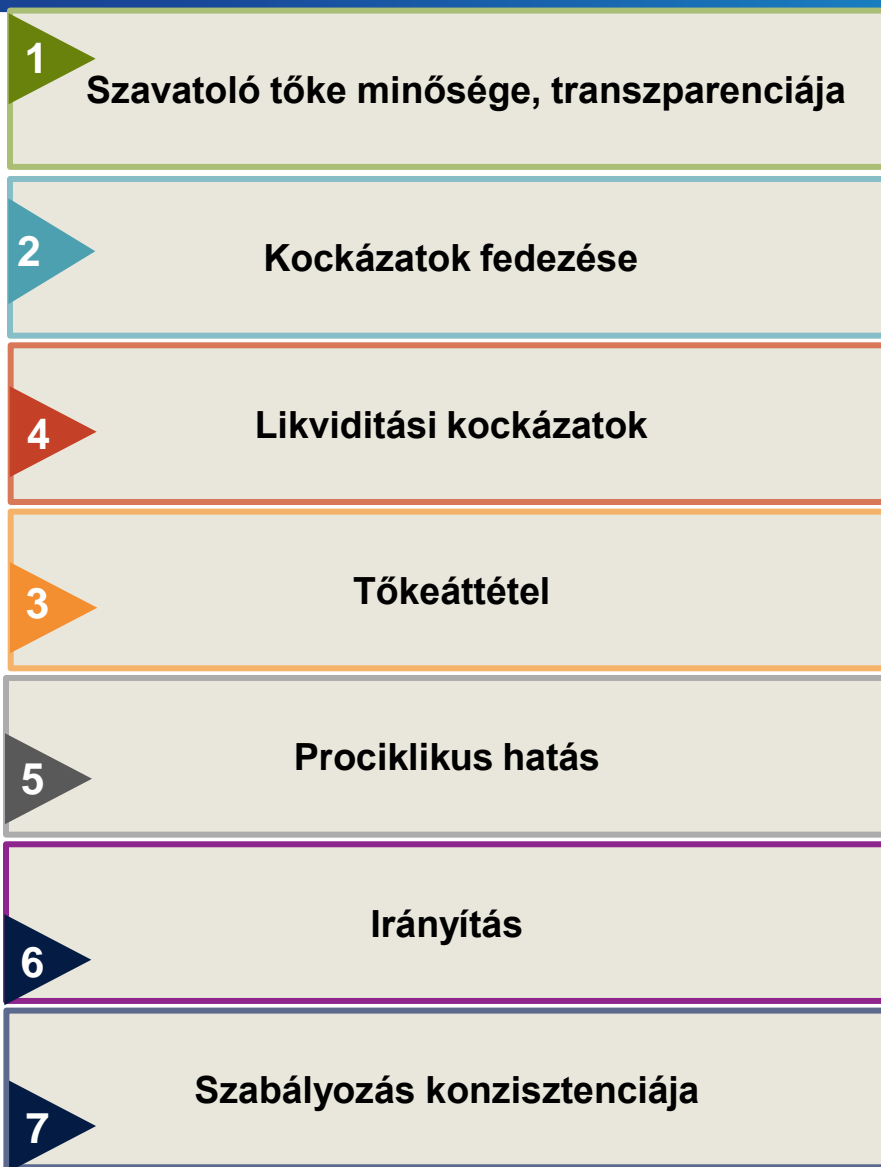 1
Szavatoló tőke minősége, transzparenciája
2
Kockázatok fedezése
4
Likviditási kockázatok
3
Tőkeáttétel
5
Prociklikus hatás
6
Irányítás
7
Szabályozás konzisztenciája